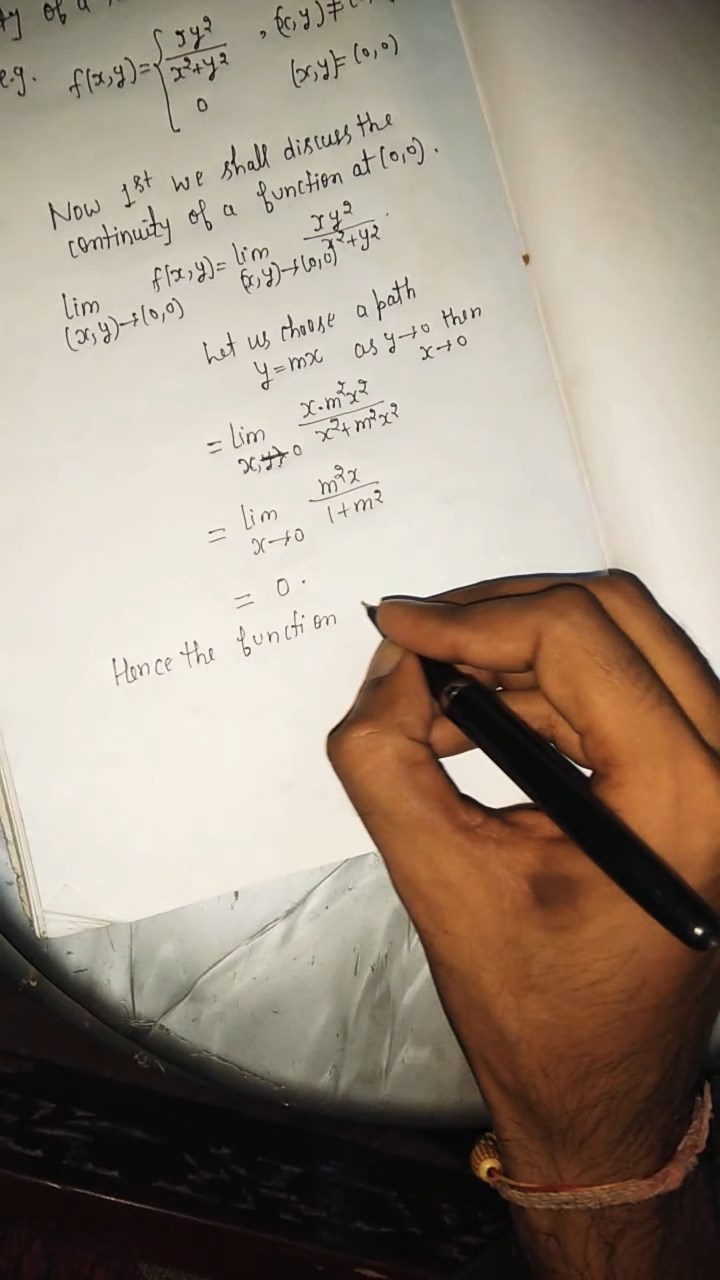 of a
e.g. f(x,y)={ xy²/x²+y² , (x,y)≠
0 (x,y)=(0,0)
Now 1st we shall discuss the
continuity of a function at (0,0).
lim (x,y)→(0,0) f(x,y)= lim (x,y)→(0,0) xy²/x²+y².
Let us choose a path
y=mx as y→0 then
x→0
= lim x→0 x·m²x²/x²+m²x²
= lim x→0 m²x/1+m²
= 0.
Hence the function